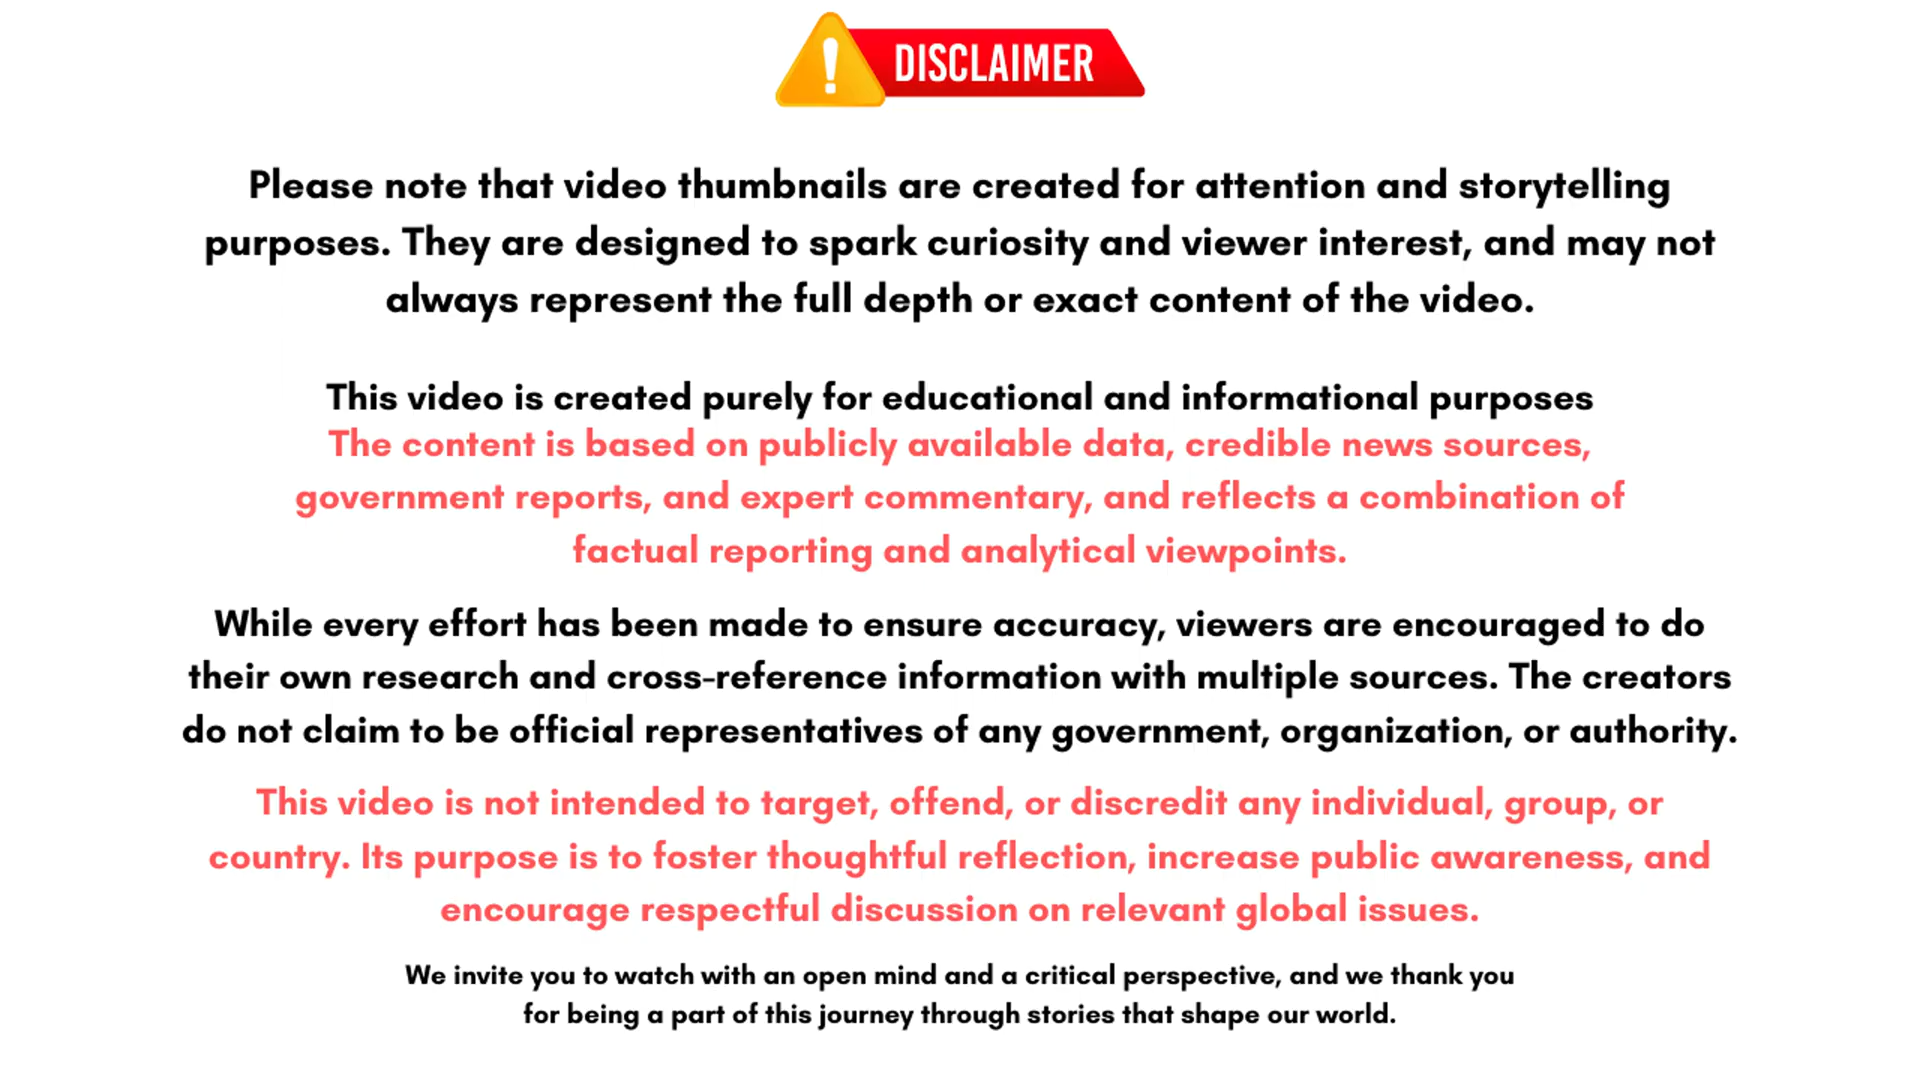 DISCLAIMER
Please note that video thumbnails are created for attention and storytelling
purposes. They are designed to spark curiosity and viewer interest, and may not
always represent the full depth or exact content of the video.
This video is created purely for educational and informational purposes
The content is based on publicly available data, credible news sources,
government reports, and expert commentary, and reflects a combination of
factual reporting and analytical viewpoints.
While every effort has been made to ensure accuracy, viewers are encouraged to do
their own research and cross-reference information with multiple sources. The creators
do not claim to be official representatives of any government, organization, or authority.
This video is not intended to target, offend, or discredit any individual, group, or
country. Its purpose is to foster thoughtful reflection, increase public awareness, and
encourage respectful discussion on relevant global issues.
We invite you to watch with an open mind and a critical perspective, and we thank you
for being a part of this journey through stories that shape our world.